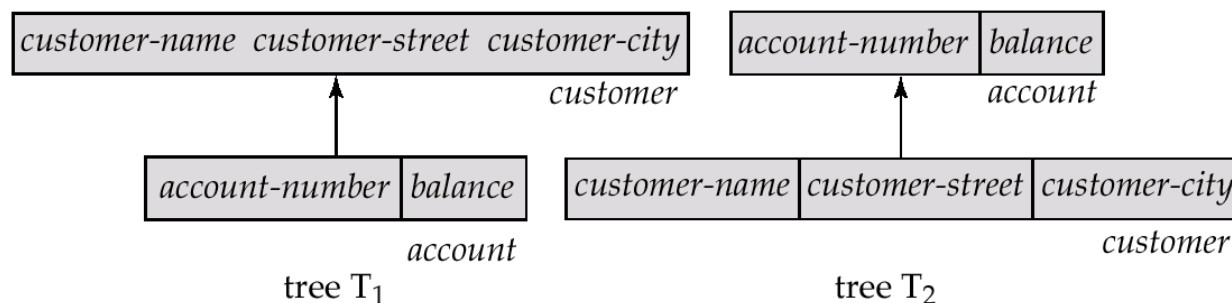 customer-name customer-street customer-city
customer
account-number balance
account
tree T1
account-number balance
account
customer-name customer-street customer-city
customer
tree T2